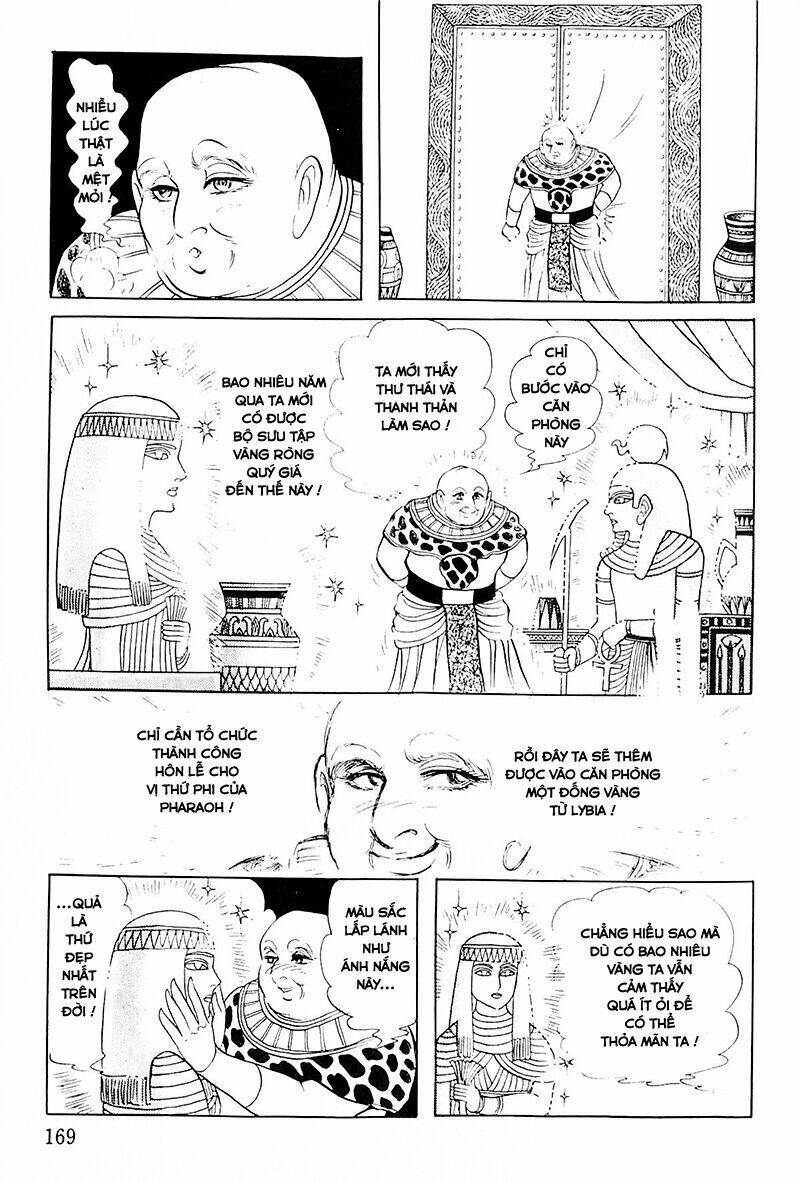 NHIỀU
LÚC
THẬT
LÀ
MỆT
MỎI !
CHỈ
CÓ
BƯỚC VÀO
CĂN
PHÒNG
NÀY
TA MỚI THẤY
THƯ THÁI VÀ
THANH THẢN
LÀM SAO !
BAO NHIÊU NĂM
QUA TA MỚI
CÓ ĐƯỢC
BỘ SƯU TẬP
VÀNG RÒNG
QUÝ GIÁ
ĐẾN THẾ NÀY !
CHỈ CẦN TỔ CHỨC
THÀNH CÔNG
HÔN LỄ CHO
VỊ THỨ PHI CỦA
PHARAOH !
RỒI ĐÂY TA SẼ THÊM
ĐƯỢC VÀO CĂN PHÒNG
MỘT ĐỐNG VÀNG
TỪ LYBIA !
MÀU SẮC
LẤP LÁNH
NHƯ
ÁNH NẮNG
NÀY...
...QUẢ
LÀ
THỨ
ĐẸP
NHẤT
TRÊN
ĐỜI !
CHẲNG HIỂU SAO MÀ
DÙ CÓ BAO NHIÊU
VÀNG TA VẪN
CẢM THẤY
QUÁ ÍT ỎI ĐỂ
CÓ THỂ
THỎA MÃN TA !
169